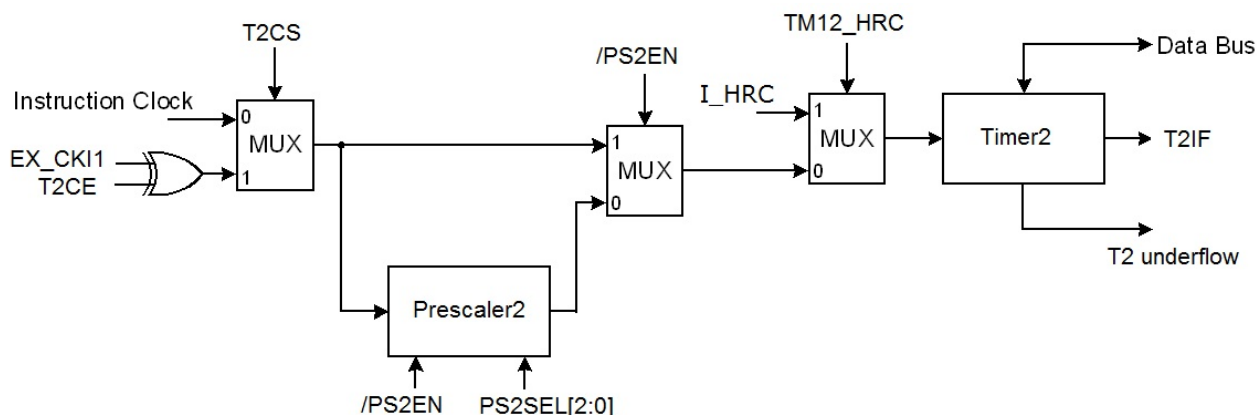 T2CS
TM12_HRC
/PS2EN
Data Bus
Instruction Clock
0
MUX
I_HRC
1
MUX
Timer2
T2IF
EX_CKI1
T2CE
1
1
MUX
0
0
T2 underflow
Prescaler2
/PS2EN
PS2SEL[2:0]